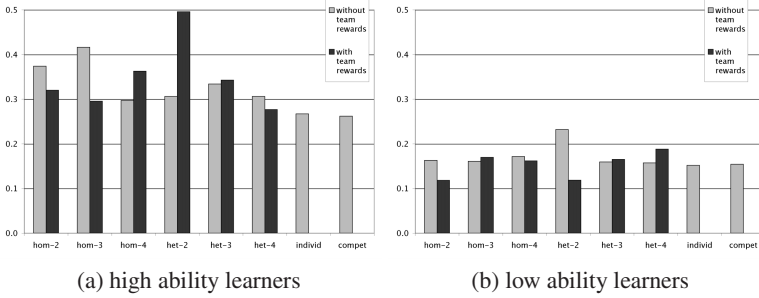 0.5
0.4
0.3
0.2
0.1
0.0
without
team
rewards
with
team
rewards
hom-2 hom-3 hom-4 het-2 het-3 het-4 individ compet
(a) high ability learners
0.5
0.4
0.3
0.2
0.1
0.0
without
team
rewards
with
team
rewards
hom-2 hom-3 hom-4 het-2 het-3 het-4 individ compet
(b) low ability learners